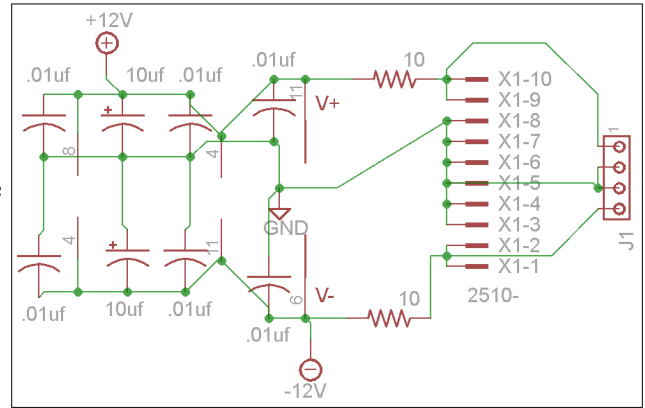 +12V
.01uf
10uf
.01uf
.01uf
10
+
8
4
11
V+
X1-10
X1-9
X1-8
X1-7
X1-6
X1-5
X1-4
X1-3
X1-2
X1-1
2510-
1
J1
GND
4
+
11
6
V-
.01uf
10uf
.01uf
.01uf
10
-12V